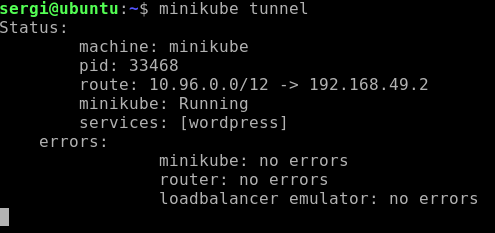 sergi@ubuntu:~$ minikube tunnel
Status:
machine: minikube
pid: 33468
route: 10.96.0.0/12 -> 192.168.49.2
minikube: Running
services: [wordpress]
errors:
minikube: no errors
router: no errors
loadbalancer emulator: no errors